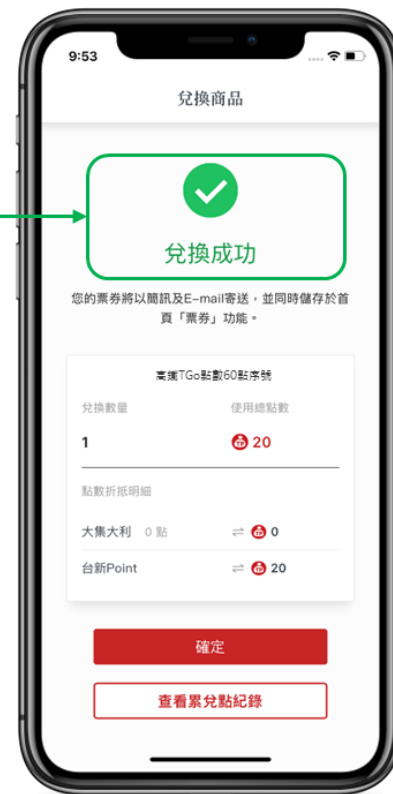 9:53
兌換商品
兌換成功
您的票券將以簡訊及E-mail寄送，並同時儲存於首
頁「票券」功能。
高鐵TGo點數60點序號
兌換數量 使用總點數
1 20
點數折抵明細
大集大利 0 點 ⇌ 0
台新Point ⇌ 20
確定
查看累兌點紀錄